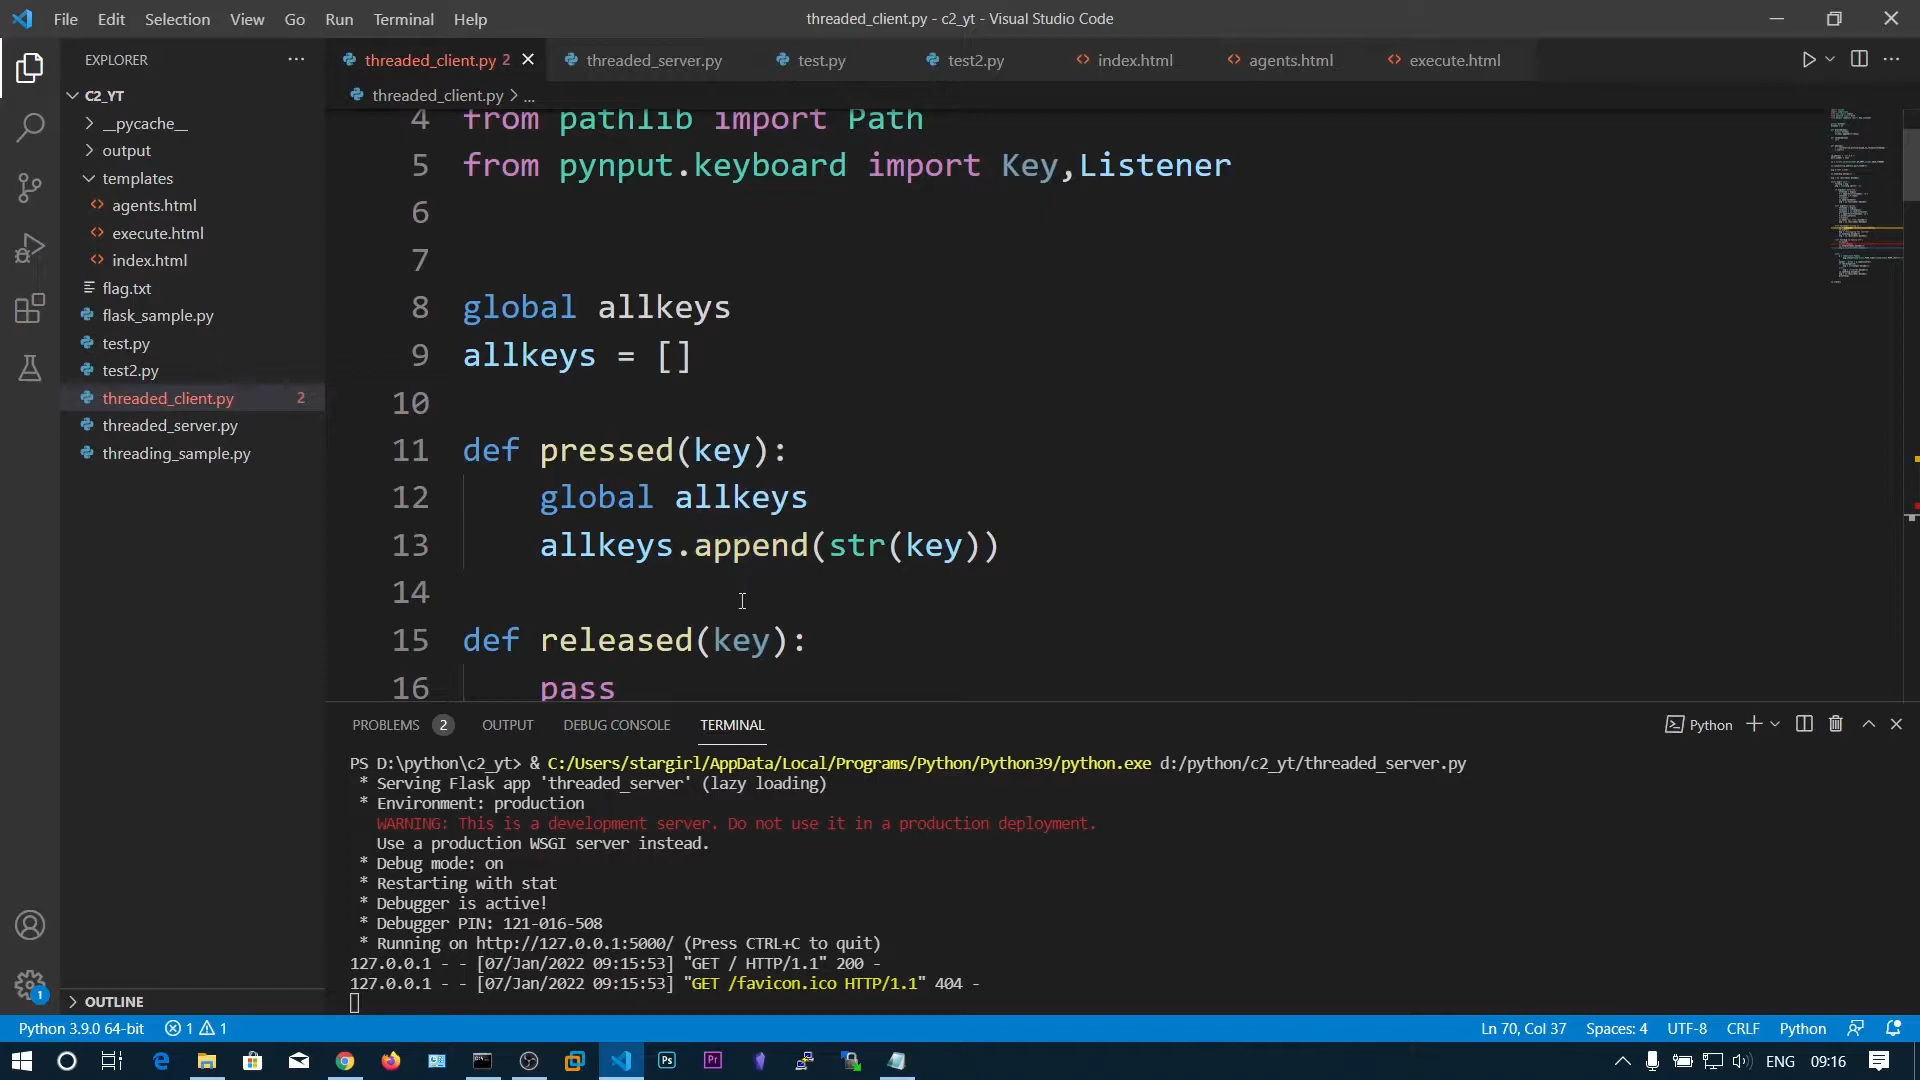 File Edit Selection View Go Run Terminal Help
threaded_client.py - c2_yt - Visual Studio Code
EXPLORER
threaded_client.py 2
threaded_server.py
test.py
test2.py
index.html
agents.html
execute.html
threaded_client.py > ...
C2_YT
__pycache__
output
templates
agents.html
execute.html
index.html
flag.txt
flask_sample.py
test.py
test2.py
threaded_client.py 2
threaded_server.py
threading_sample.py
OUTLINE
4 from pathlib import Path
5 from pynput.keyboard import Key,Listener
6
7
8 global allkeys
9 allkeys = []
10
11 def pressed(key):
12 global allkeys
13 allkeys.append(str(key))
14
15 def released(key):
16 pass
PROBLEMS 2 OUTPUT DEBUG CONSOLE TERMINAL
Python
PS D:\python\c2_yt> & C:/Users/stargirl/AppData/Local/Programs/Python/Python39/python.exe d:/python/c2_yt/threaded_server.py
* Serving Flask app 'threaded_server' (lazy loading)
* Environment: production
WARNING: This is a development server. Do not use it in a production deployment.
Use a production WSGI server instead.
* Debug mode: on
* Restarting with stat
* Debugger is active!
* Debugger PIN: 121-016-508
* Running on http://127.0.0.1:5000/ (Press CTRL+C to quit)
127.0.0.1 - - [07/Jan/2022 09:15:53] "GET / HTTP/1.1" 200 -
127.0.0.1 - - [07/Jan/2022 09:15:53] "GET /favicon.ico HTTP/1.1" 404 -
1
Python 3.9.0 64-bit 1 1
Ln 70, Col 37 Spaces: 4 UTF-8 CRLF Python
Ps Pr
ENG 09:16